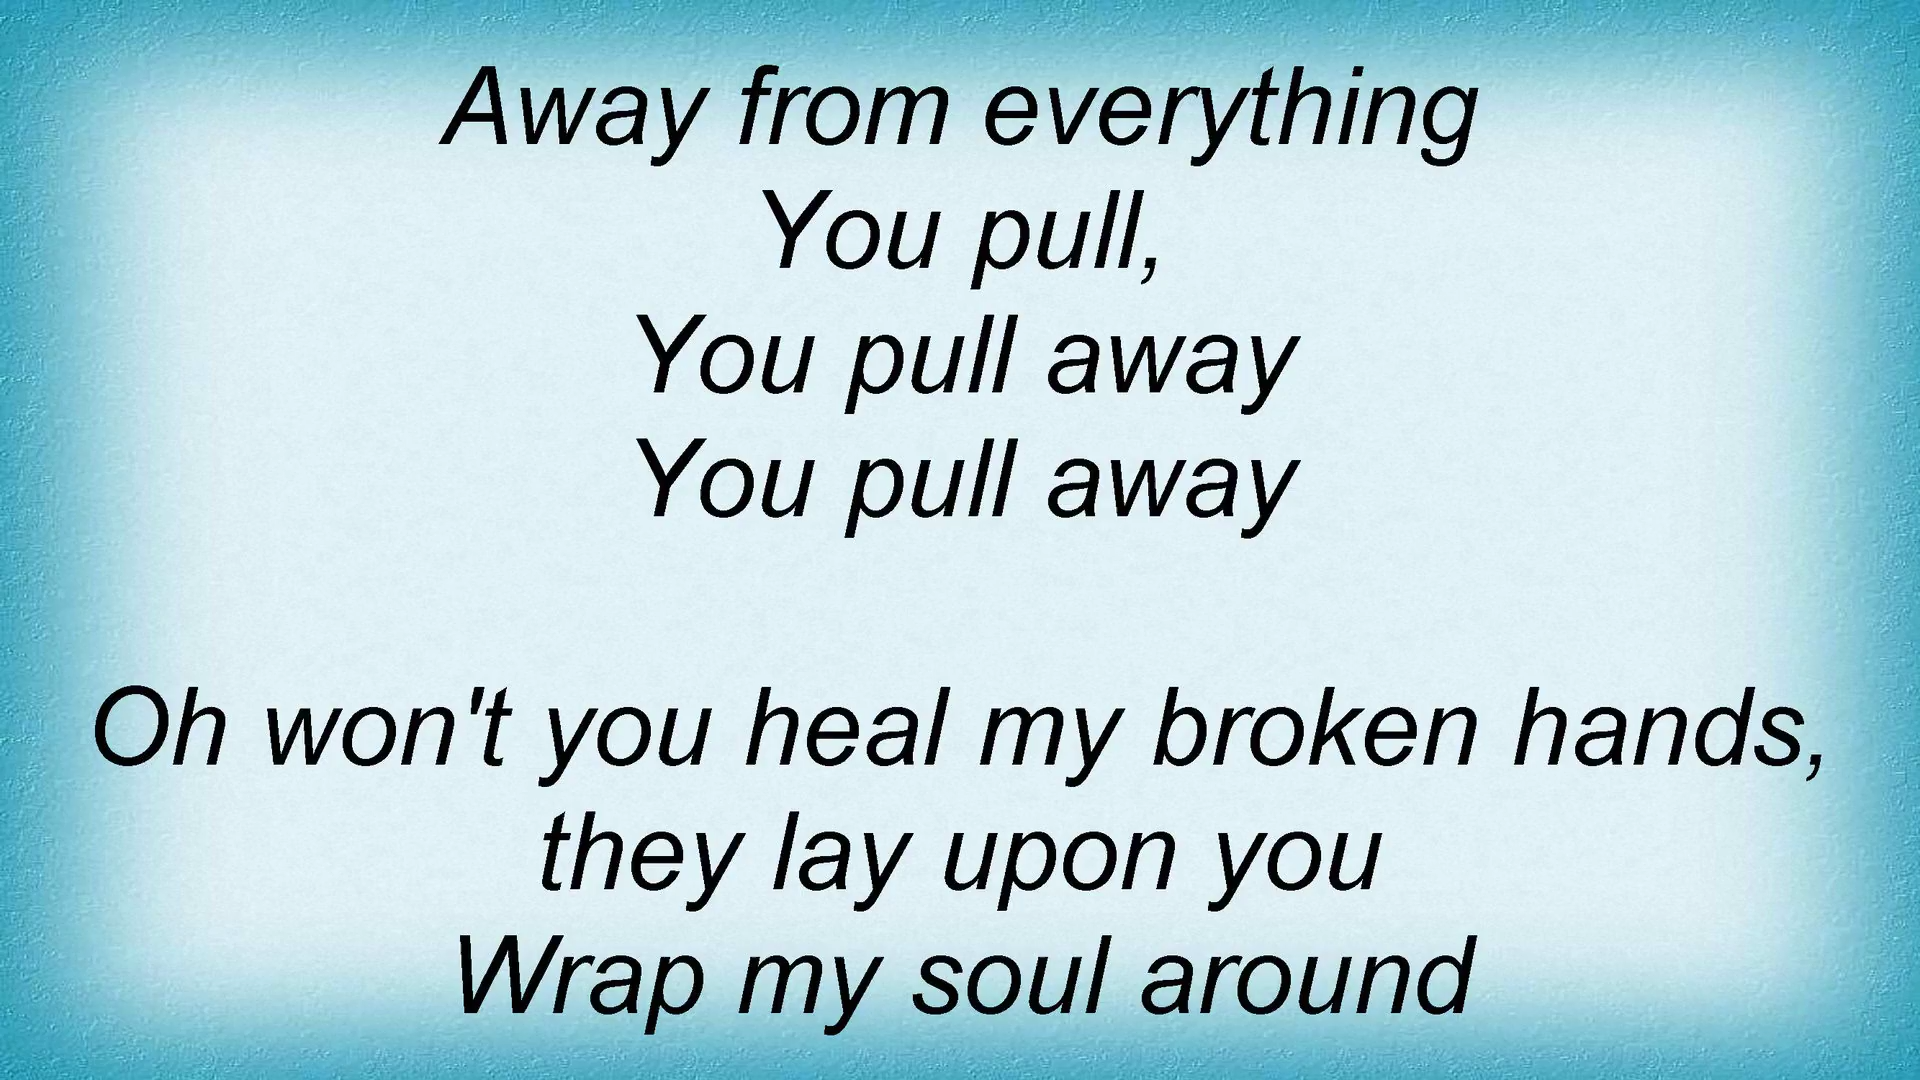 Away from everything
You pull,
You pull away
You pull away
Oh won't you heal my broken hands,
they lay upon you
Wrap my soul around